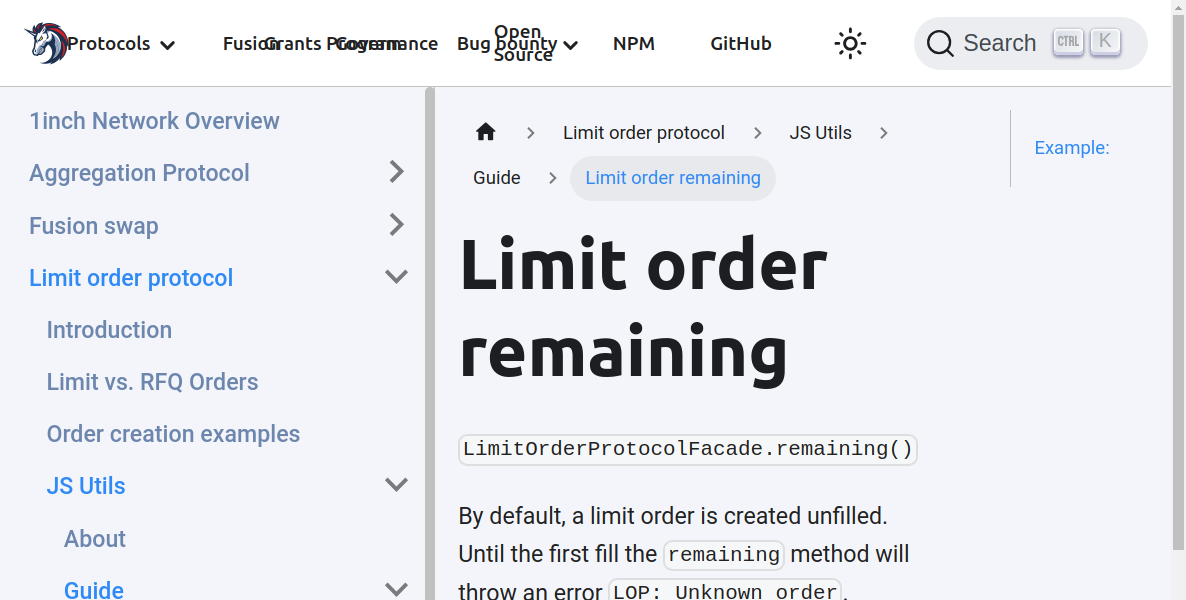 Protocols
Fusion
Grants Program
Governance
Bug bounty
Open
Source
NPM
GitHub
Search
CTRL
K
1inch Network Overview
Aggregation Protocol
Fusion swap
Limit order protocol
Introduction
Limit vs. RFQ Orders
Order creation examples
JS Utils
About
Guide
Limit order protocol
JS Utils
Guide
Limit order remaining
Example:
Limit order
remaining
LimitOrderProtocolFacade.remaining()
By default, a limit order is created unfilled.
Until the first fill the remaining method will
throw an error LOP: Unknown order.